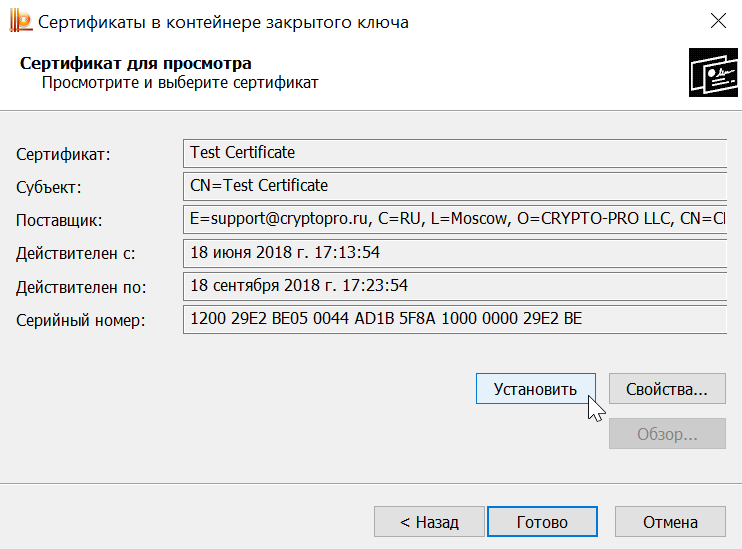 Сертификаты в контейнере закрытого ключа
Сертификат для просмотра
Просмотрите и выберите сертификат
Сертификат: Test Certificate
Субъект: CN=Test Certificate
Поставщик: E=support@cryptopro.ru, C=RU, L=Moscow, O=CRYPTO-PRO LLC, CN=
Действителен с: 18 июня 2018 г. 17:13:54
Действителен по: 18 сентября 2018 г. 17:23:54
Серийный номер: 1200 29E2 BE05 0044 AD1B 5F8A 1000 0000 29E2 BE
Установить Свойства...
Обзор...
< Назад Готово Отмена